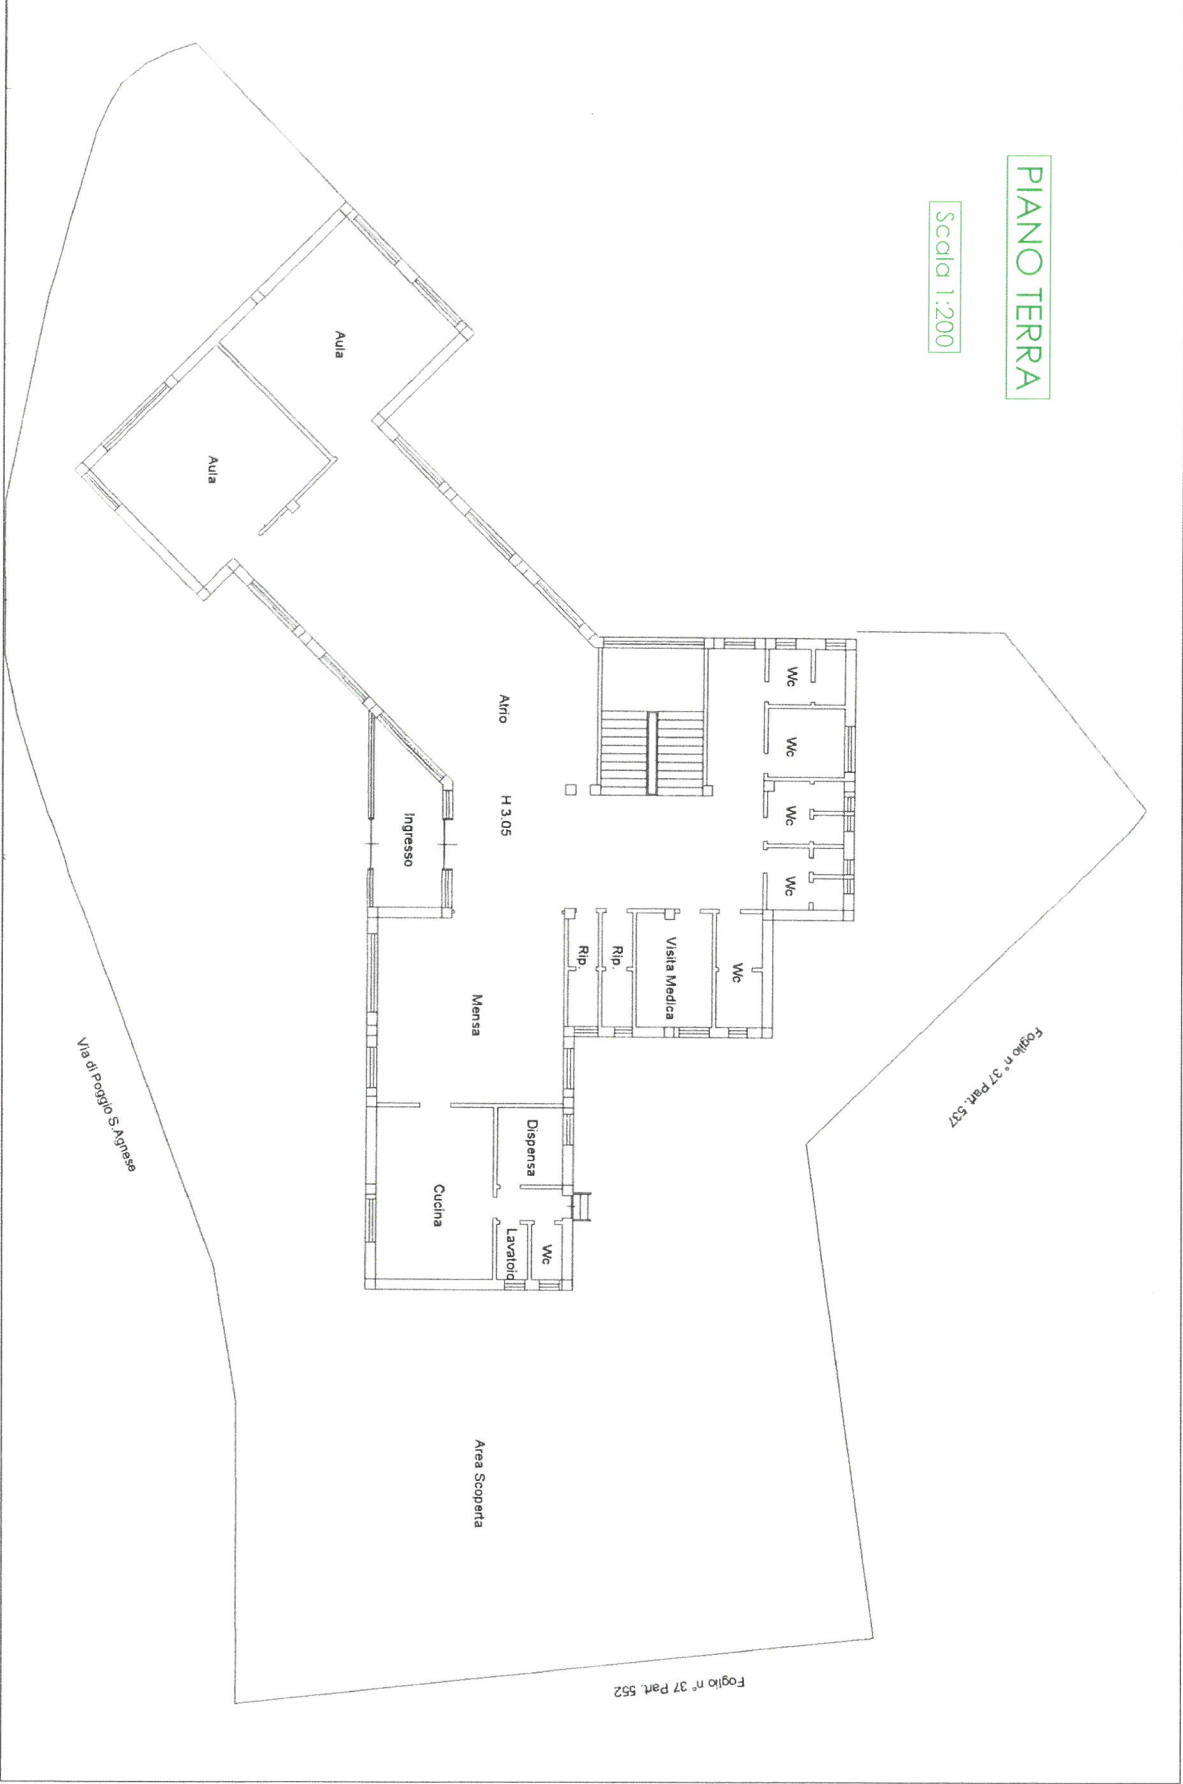 PIANO TERRA
Scala 1:200
Wc
Wc
Wc
Wc
Foglio n° 37 Part. 537
Wc
Visita Medica
Rip.
Rip.
Aula
Aula
Atrio
H 3.05
Ingresso
Mensa
Dispensa
Wc
Lavatoio
Cucina
Area Scoperta
Foglio n° 37 Part. 552
Via di Poggio S.Agnese